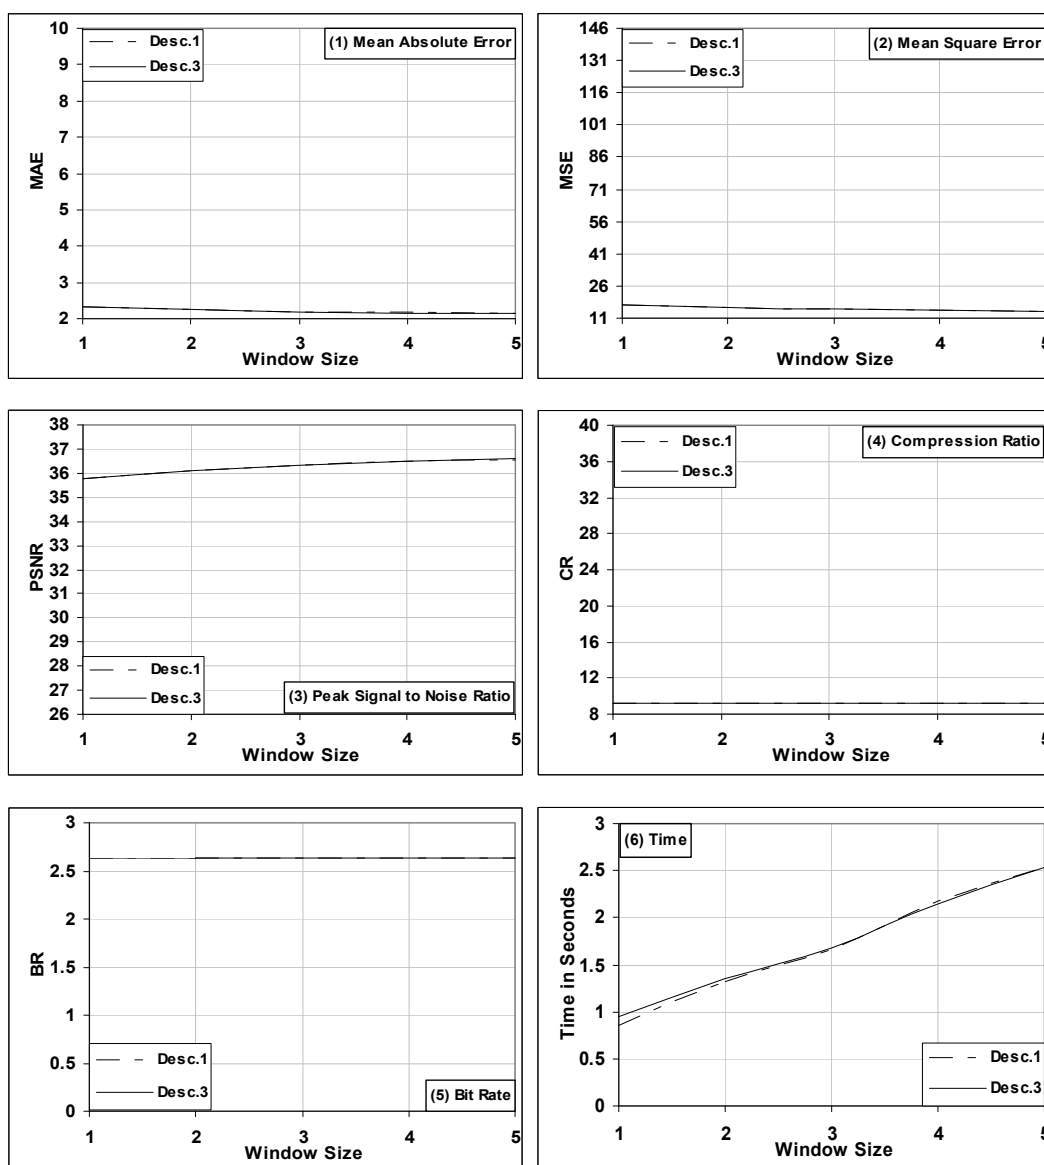 10
9
8
7
6
5
4
3
2
MAE
Desc.1
Desc.3
(1) Mean Absolute Error
1 2 3 4 5
Window Size
146
131
116
101
86
71
56
41
26
11
MSE
Desc.1
Desc.3
(2) Mean Square Error
1 2 3 4 5
Window Size
38
37
36
35
34
33
32
31
30
29
28
27
26
PSNR
Desc.1
Desc.3
(3) Peak Signal to Noise Ratio
1 2 3 4 5
Window Size
40
36
32
28
24
20
16
12
8
CR
Desc.1
Desc.3
(4) Compression Ratio
1 2 3 4 5
Window Size
3
2.5
2
1.5
1
0.5
0
BR
Desc.1
Desc.3
(5) Bit Rate
1 2 3 4 5
Window Size
3
2.5
2
1.5
1
0.5
0
Time in Seconds
(6) Time
Desc.1
Desc.3
1 2 3 4 5
Window Size